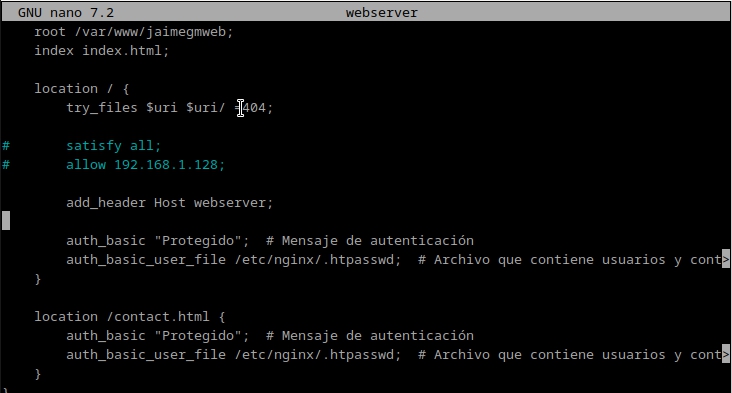 GNU nano 7.2 webserver
root /var/www/jaimegmweb;
index index.html;
location / {
try_files $uri $uri/ =404;
# satisfy all;
# allow 192.168.1.128;
add_header Host webserver;
auth_basic "Protegido"; # Mensaje de autenticación
auth_basic_user_file /etc/nginx/.htpasswd; # Archivo que contiene usuarios y cont>
}
location /contact.html {
auth_basic "Protegido"; # Mensaje de autenticación
auth_basic_user_file /etc/nginx/.htpasswd; # Archivo que contiene usuarios y cont>
}
}